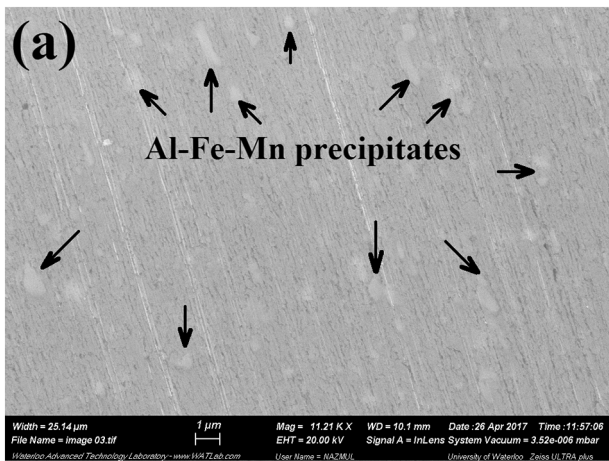 (a)
Al-Fe-Mn precipitates
Width = 25.14 µm 1 µm Mag = 11.21 K X WD = 10.1 mm Date :26 Apr 2017 Time :11:57:06
File Name = image 03.tif EHT = 20.00 kV Signal A = InLens System Vacuum = 3.52e-006 mbar
Waterloo Advanced Technology Laboratory - www.WATLab.com User Name = NAZMUL University of Waterloo Zeiss ULTRA plus